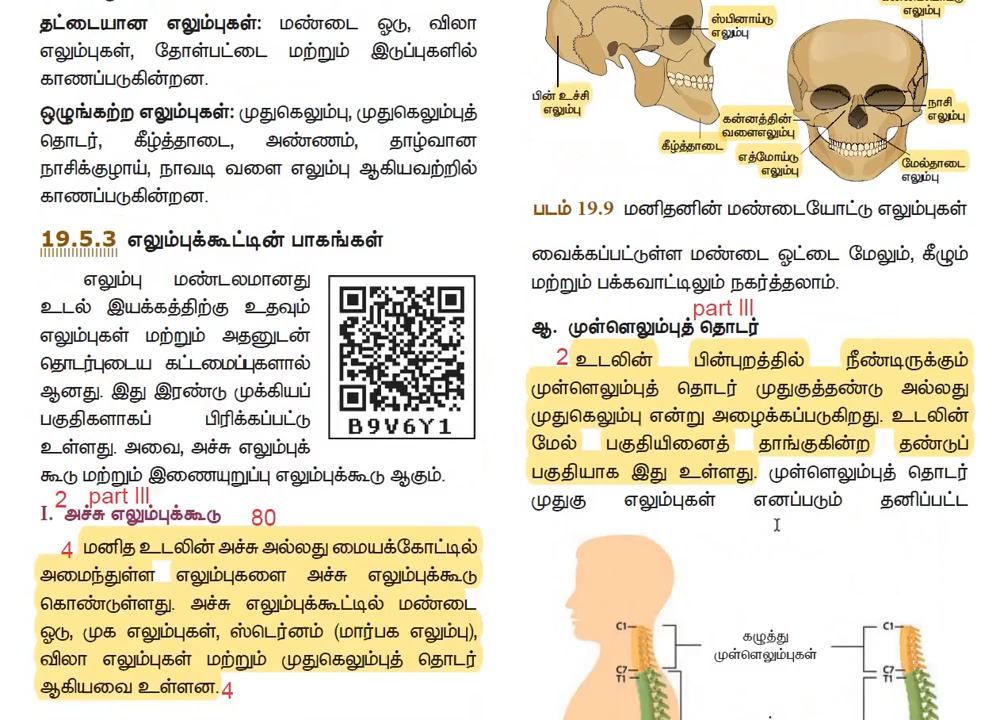 தட்டையான எலும்புகள்: மண்டை ஓடு, விலா
எலும்புகள், தோள்பட்டை மற்றும் இடுப்புகளில்
காணப்படுகின்றன.
ஒழுங்கற்ற எலும்புகள்: முதுகெலும்பு, முதுகெலும்புத்
தொடர், கீழ்த்தாடை, அண்ணம், தாழ்வான
நாசிக்குழாய், நாவடி வளை எலும்பு ஆகியவற்றில்
காணப்படுகின்றன.
19.5.3 எலும்புக்கூட்டின் பாகங்கள்
எலும்பு மண்டலமானது
உடல் இயக்கத்திற்கு உதவும்
எலும்புகள் மற்றும் அதனுடன்
தொடர்புடைய கட்டமைப்புகளால்
ஆனது. இது இரண்டு முக்கியப்
பகுதிகளாகப் பிரிக்கப்பட்டு
உள்ளது. அவை, அச்சு எலும்புக்
கூடு மற்றும் இணையுறுப்பு எலும்புக்கூடு ஆகும்.
B9V6Y1
2 part III
I. அச்சு எலும்புக்கூடு 80
4 மனித உடலின் அச்சு அல்லது மையக்கோட்டில்
அமைந்துள்ள எலும்புகளை அச்சு எலும்புக்கூடு
கொண்டுள்ளது. அச்சு எலும்புக்கூட்டில் மண்டை
ஓடு, முக எலும்புகள், ஸ்டெர்னம் (மார்பக எலும்பு),
விலா எலும்புகள் மற்றும் முதுகெலும்புத் தொடர்
ஆகியவை உள்ளன. 4
எலும்பு
ஸ்பினாய்டு
எலும்பு
பின் உச்சி
எலும்பு
கன்னத்தின்
வளைஎலும்பு
நாசி
எலும்பு
கீழ்த்தாடை
எத்மோய்டு
எலும்பு
மேல்தாடை
எலும்பு
படம் 19.9 மனிதனின் மண்டையோட்டு எலும்புகள்
வைக்கப்பட்டுள்ள மண்டை ஓட்டை மேலும், கீழும்
மற்றும் பக்கவாட்டிலும் நகர்த்தலாம்.
part III
ஆ. முள்ளெலும்புத் தொடர்
2 உடலின் பின்புறத்தில் நீண்டிருக்கும்
முள்ளெலும்புத் தொடர் முதுகுத்தண்டு அல்லது
முதுகெலும்பு என்று அழைக்கப்படுகிறது. உடலின்
மேல் பகுதியினைத் தாங்குகின்ற தண்டுப்
பகுதியாக இது உள்ளது. முள்ளெலும்புத் தொடர்
முதுகு எலும்புகள் எனப்படும் தனிப்பட்ட
C1
கழுத்து
முள்ளெலும்புகள்
C1
C7
T1
C7
T1